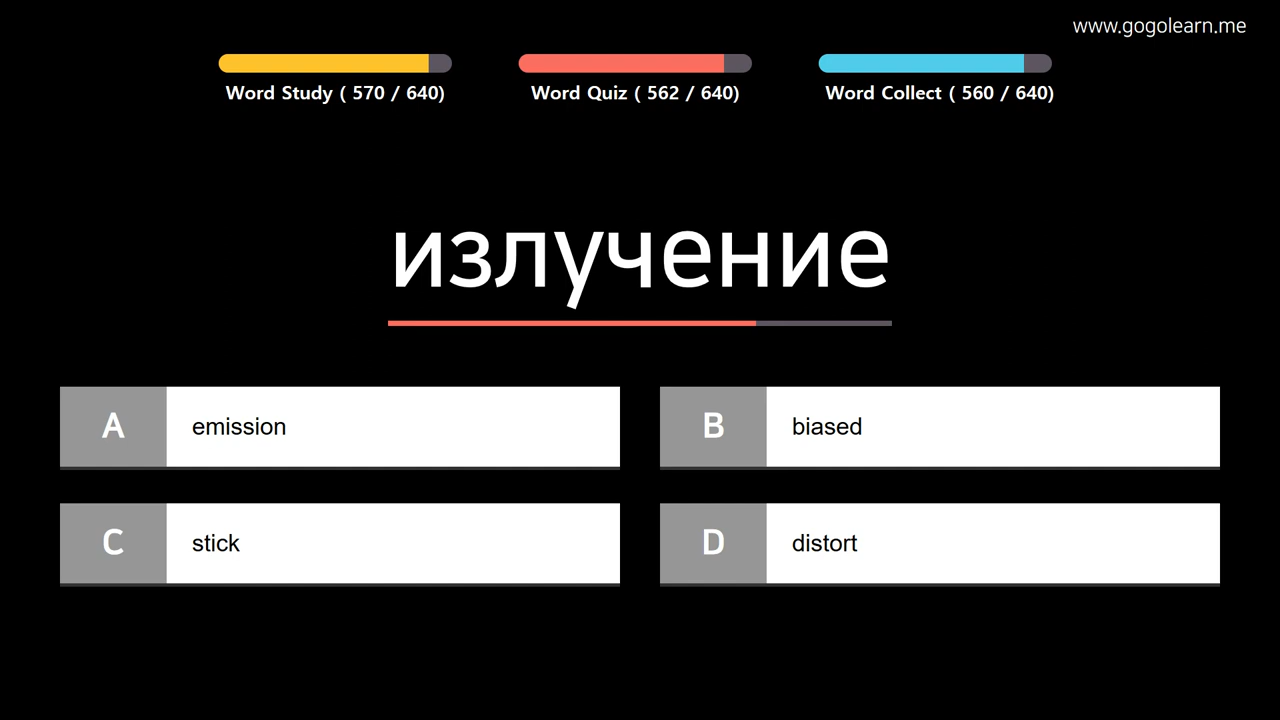 www.gogolearn.me
Word Study ( 570 / 640)
Word Quiz ( 562 / 640)
Word Collect ( 560 / 640)
излучение
A emission
B biased
C stick
D distort